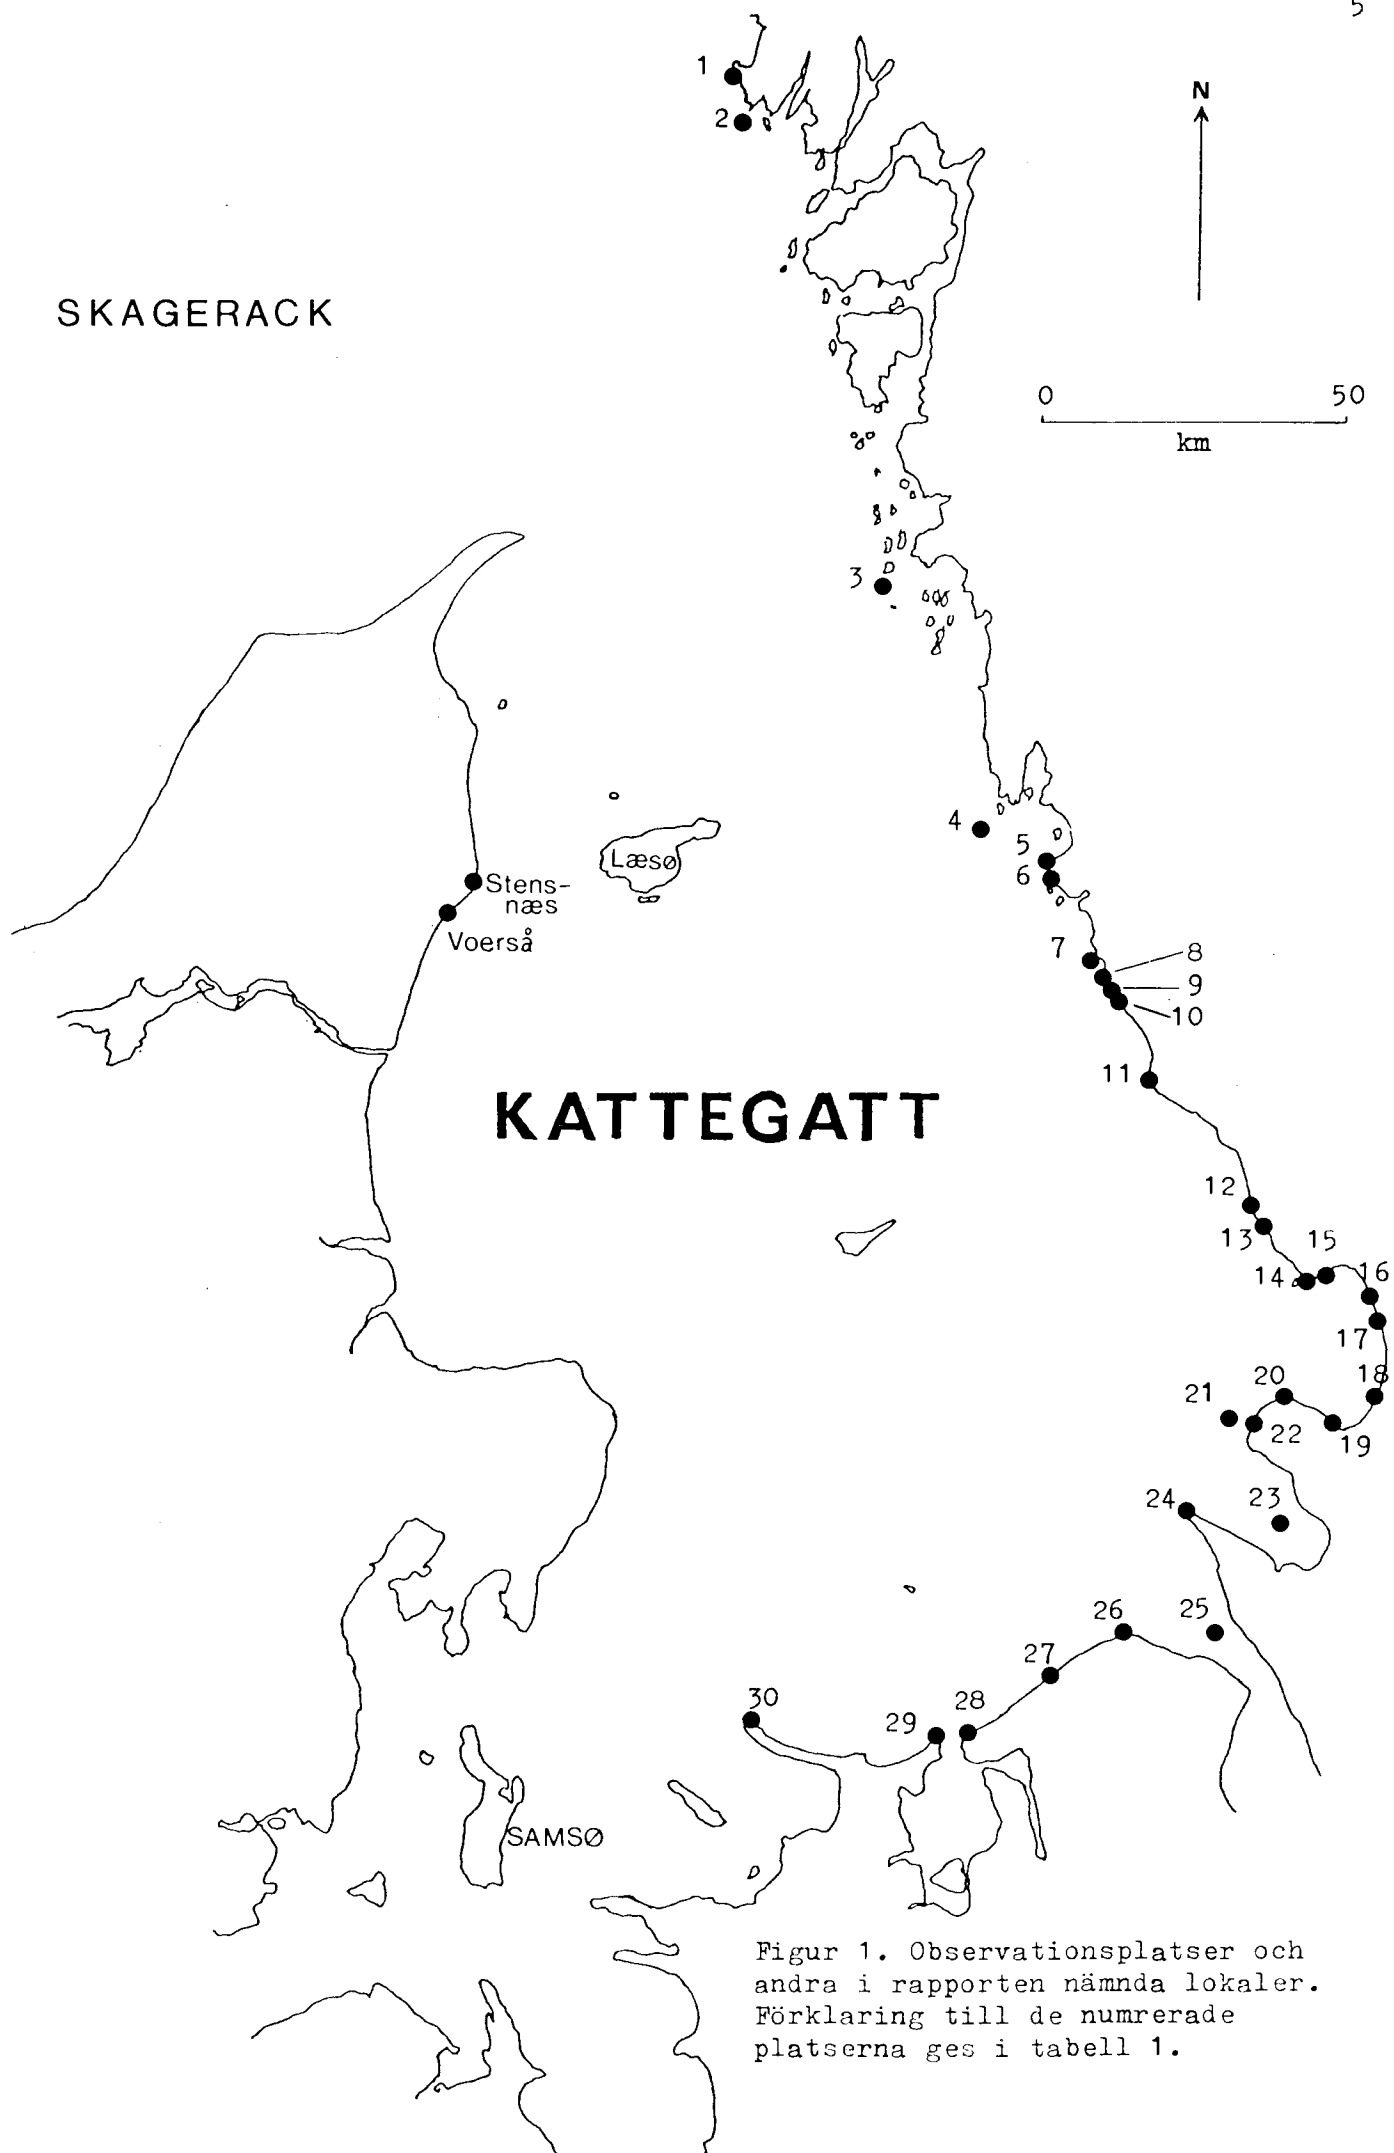 5
1
2
N
SKAGERACK
0 50
km
3
4
5
6
Læsø
Stens-
næs
Voerså
7
8
9
10
11
KATTEGATT
12
13
15
14
16
17
18
20
21
22
19
24
23
26
25
27
30
28
29
SAMSØ
Figur 1. Observationsplatser och
andra i rapporten nämnda lokaler.
Förklaring till de numrerade
platserna ges i tabell 1.